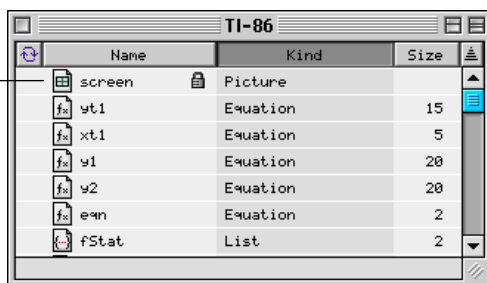 TI-86
Name Kind Size
screen Picture
yt1 Equation 15
xt1 Equation 5
y1 Equation 20
y2 Equation 20
eqn Equation 2
fStat List 2